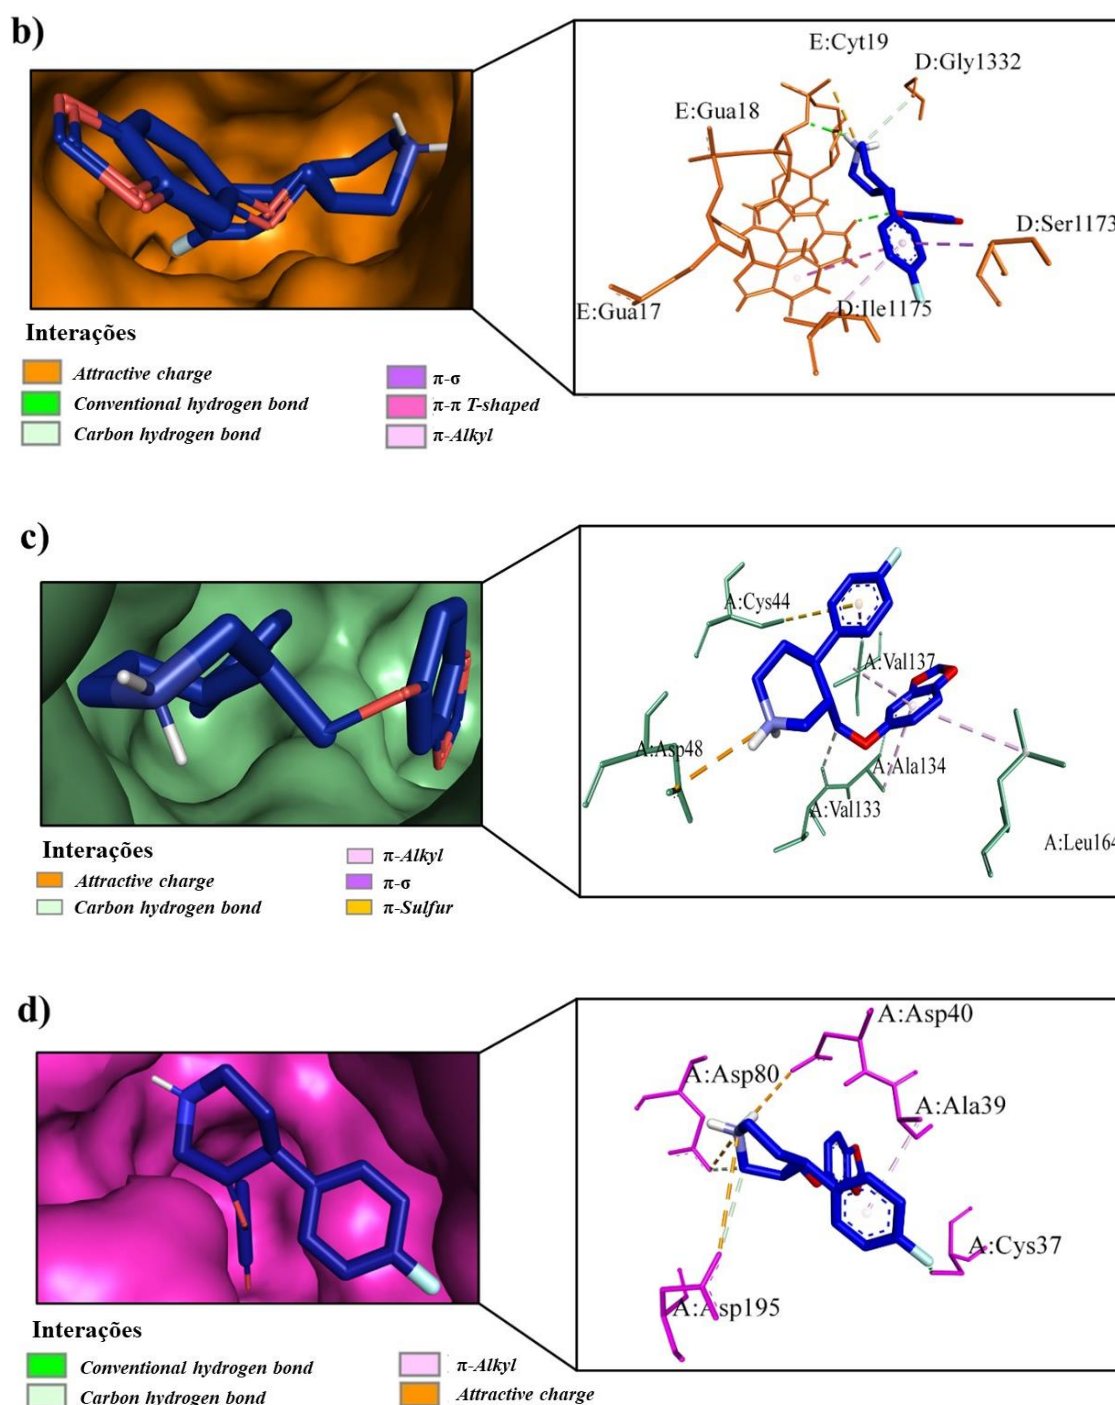 b)
E:Cyt19
D:Gly1332
E:Gua18
D:Ser1173
E:Gua17
D:Ile1175
Interações
Attractive charge
Conventional hydrogen bond
Carbon hydrogen bond
π-σ
π-π T-shaped
π-Alkyl
c)
A:Cys44
A:Val137
A:Asp48
A:Ala134
A:Val133
A:Leu164
Interações
Attractive charge
Carbon hydrogen bond
π-Alkyl
π-σ
π-Sulfur
d)
A:Asp40
A:Asp80
A:Ala39
A:Cys37
A:Asp195
Interações
Conventional hydrogen bond
Carbon hydrogen bond
π-Alkyl
Attractive charge